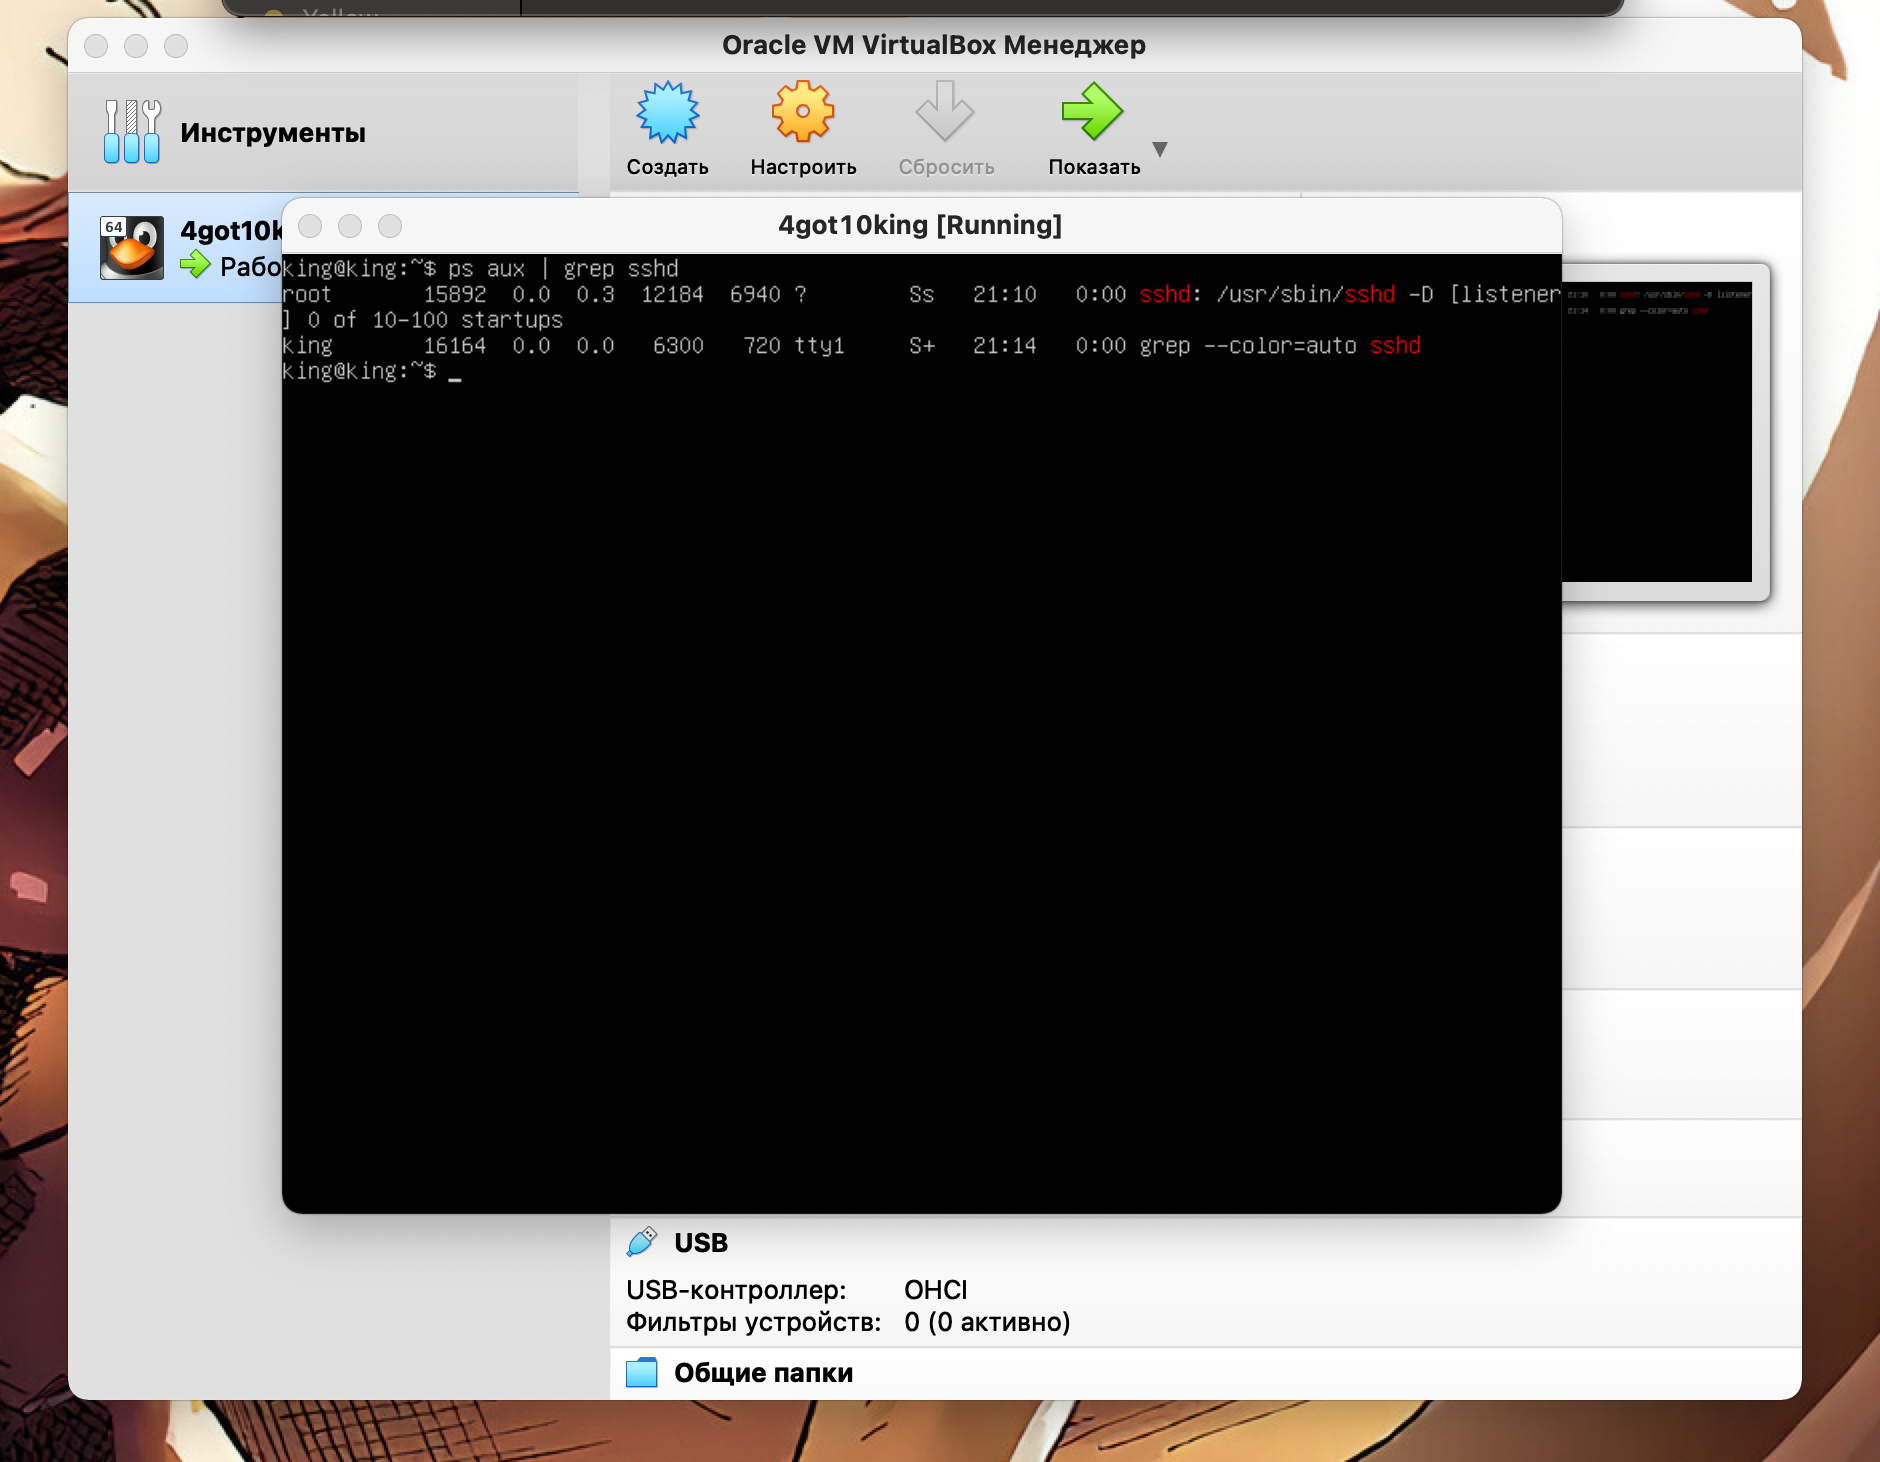 Oracle VM VirtualBox Менеджер
Инструменты
Создать
Настроить
Сбросить
Показать
64
4got10k
Рабо
4got10king [Running]
king@king:~$ ps aux | grep sshd
root       15892  0.0  0.3  12184  6940 ?        Ss   21:10   0:00 sshd: /usr/sbin/sshd -D [listener
] 0 of 10-100 startups
king       16164  0.0  0.0   6300   720 tty1     S+   21:14   0:00 grep --color=auto sshd
king@king:~$ _
USB
USB-контроллер: OHCI
Фильтры устройств: 0 (0 активно)
Общие папки